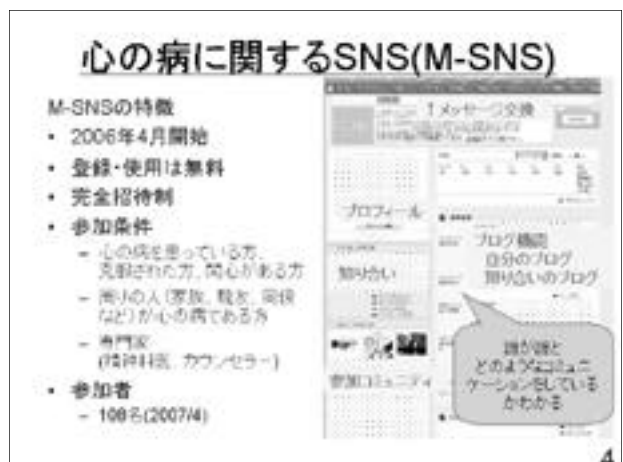 心の病に関するSNS(M-SNS)
M-SNSの特徴
• 2006年4月開始
• 登録・使用は無料
• 完全招待制
• 参加条件
– 心の病を患っている方、
克服された方、関心がある方
– 周りの人(家族、親友、同僚
など)が心の病である方
– 専門家
(精神科医、カウンセラー)
• 参加者
– 108名(2007/4)
↑メッセージ交換
プロフィール
知り合い
参加コミュニティ
ブログ機能
自分のブログ
知り合いのブログ
誰が誰と
どのようなコミュニ
ケーションをしている
かわかる
4